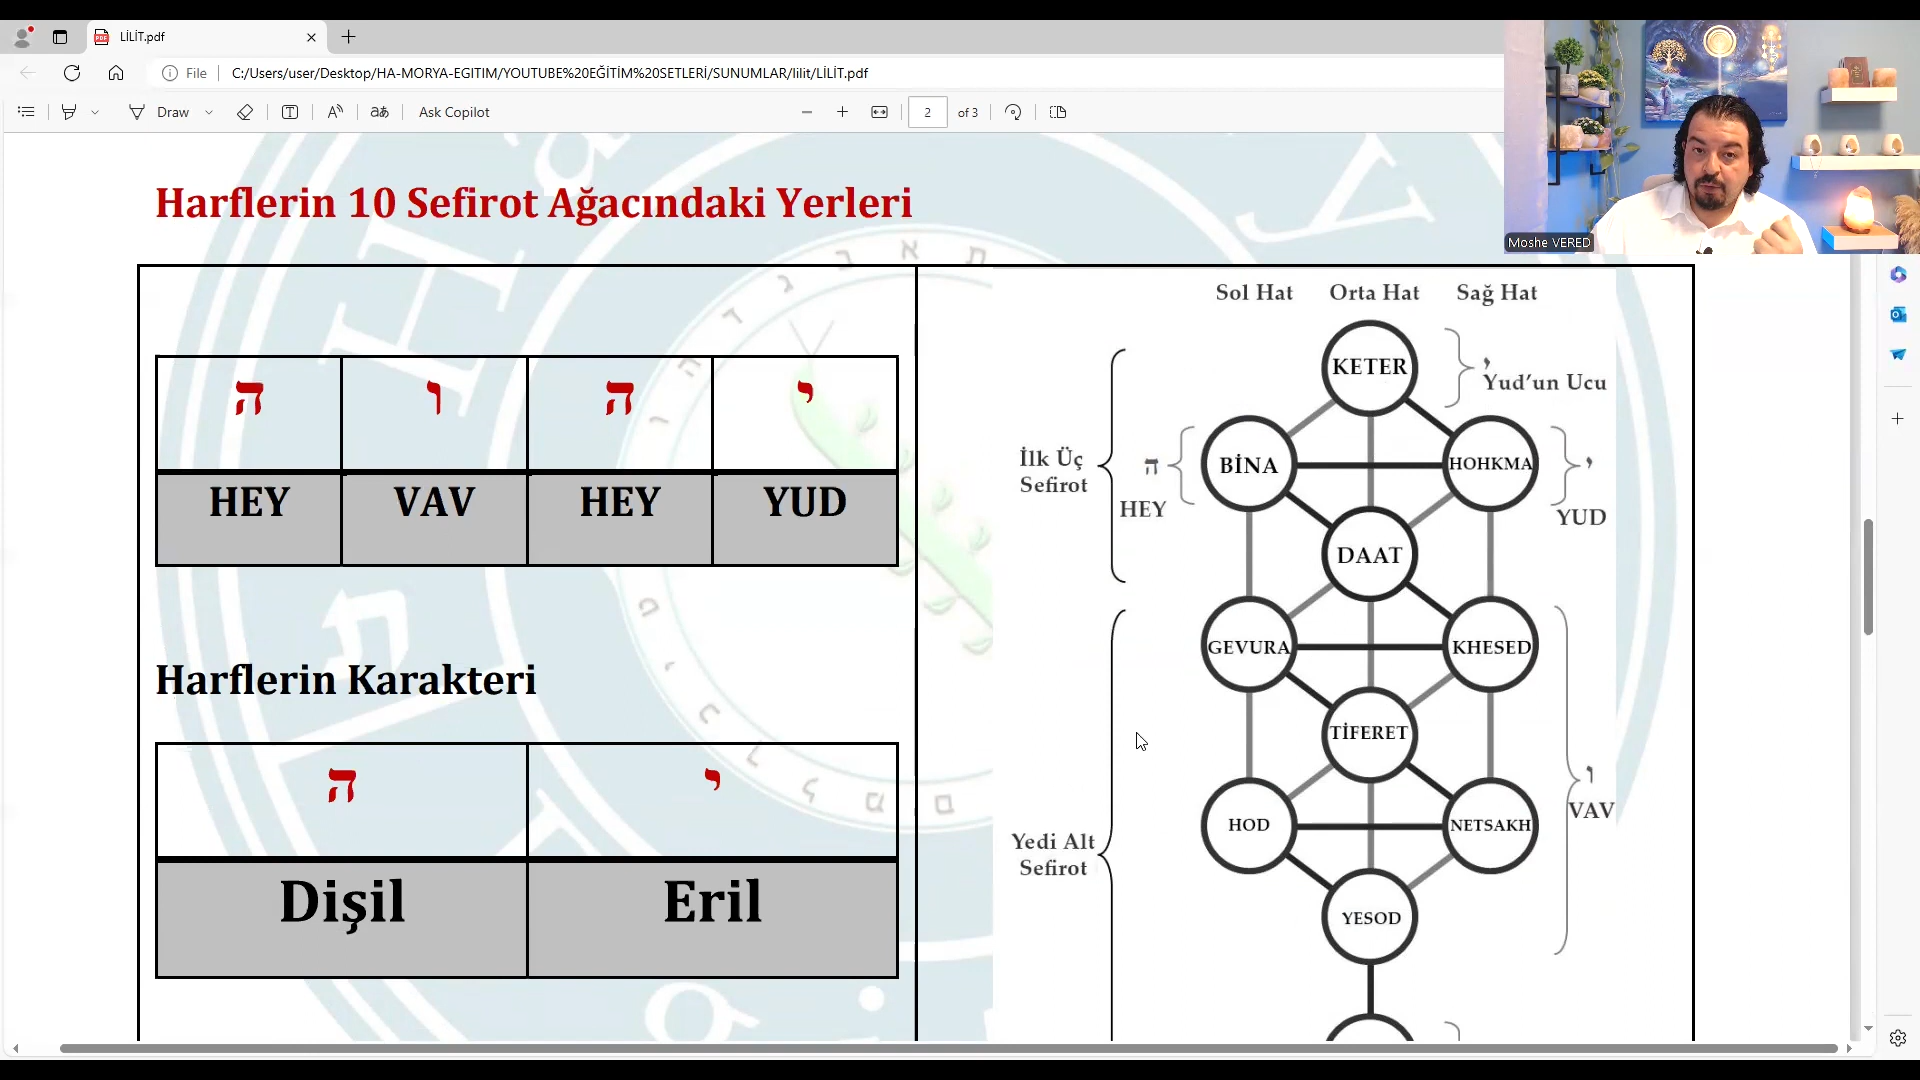 LİLİT.pdf
File
C:/Users/user/Desktop/HA-MORYA-EGITIM/YOUTUBE%20EĞİTİM%20SETLERİ/SUNUMLAR/lilit/LİLİT.pdf
Draw
Ask Copilot
2
of 3
Moshe VERED
Harflerin 10 Sefirot Ağacındaki Yerleri
ה ו ה י
HEY VAV HEY YUD
Harflerin Karakteri
ה י
Dişil Eril
Sol Hat Orta Hat Sağ Hat
KETER
י
Yud'un Ucu
İlk Üç
Sefirot
ה
HEY
BİNA
HOHKMA
י
YUD
DAAT
GEVURA
KHESED
TİFERET
ו
VAV
HOD
NETSAKH
Yedi Alt
Sefirot
YESOD